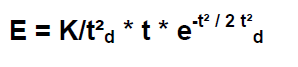 E = K/t²d * t * e-t² / 2 t²d